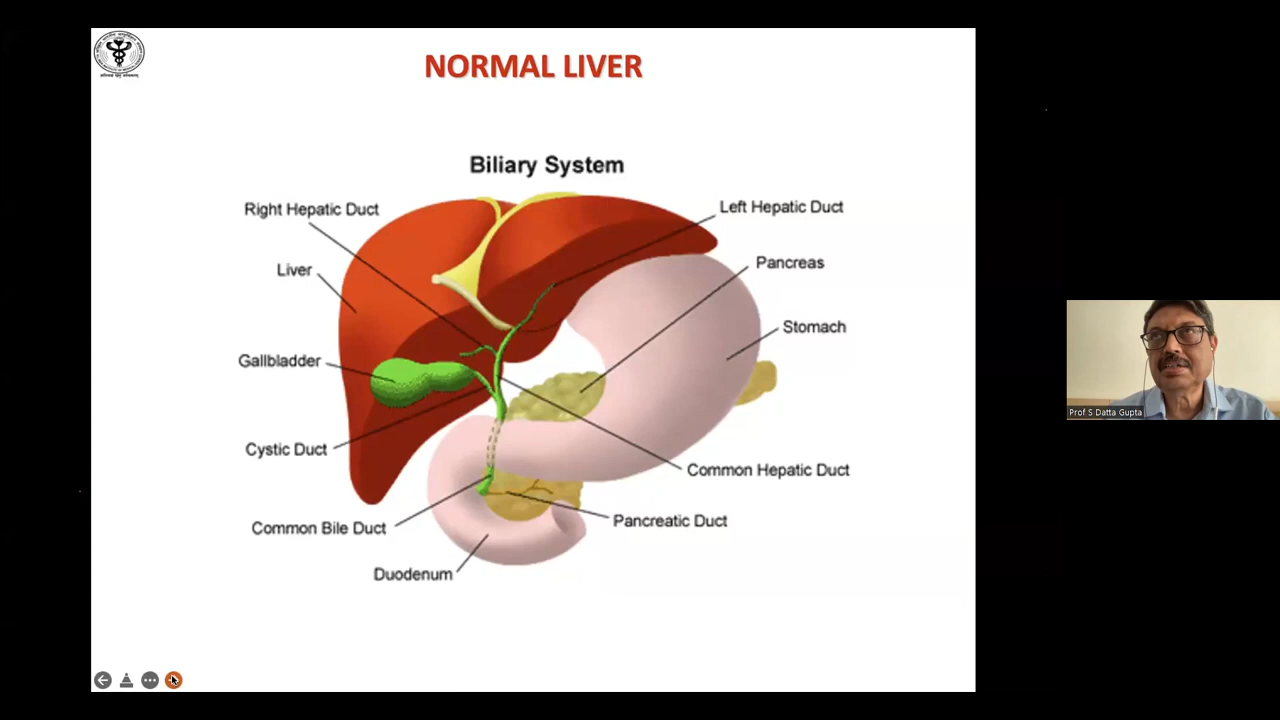 NORMAL LIVER
Biliary System
Right Hepatic Duct
Left Hepatic Duct
Liver
Pancreas
Stomach
Gallbladder
Cystic Duct
Common Hepatic Duct
Common Bile Duct
Pancreatic Duct
Duodenum
Prof S Datta Gupta